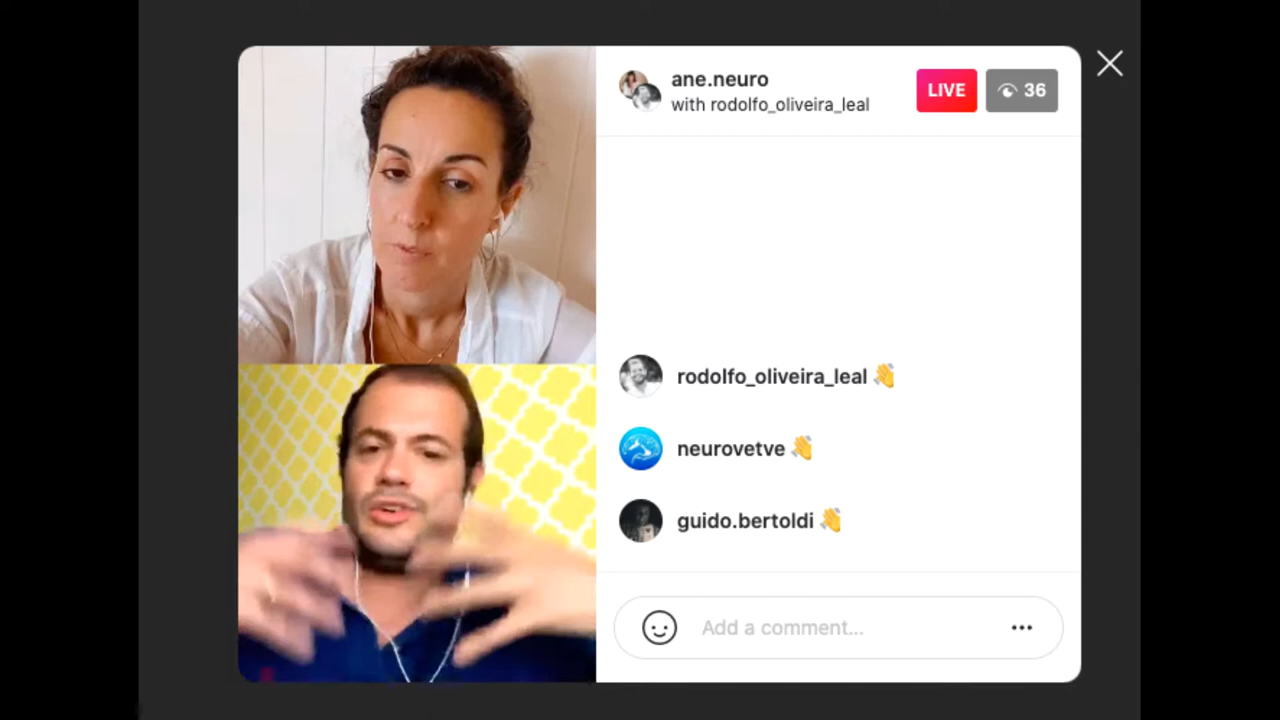 ane.neuro
with rodolfo_oliveira_leal
LIVE
36
rodolfo_oliveira_leal 👋
neurovetve 👋
guido.bertoldi 👋
Add a comment...